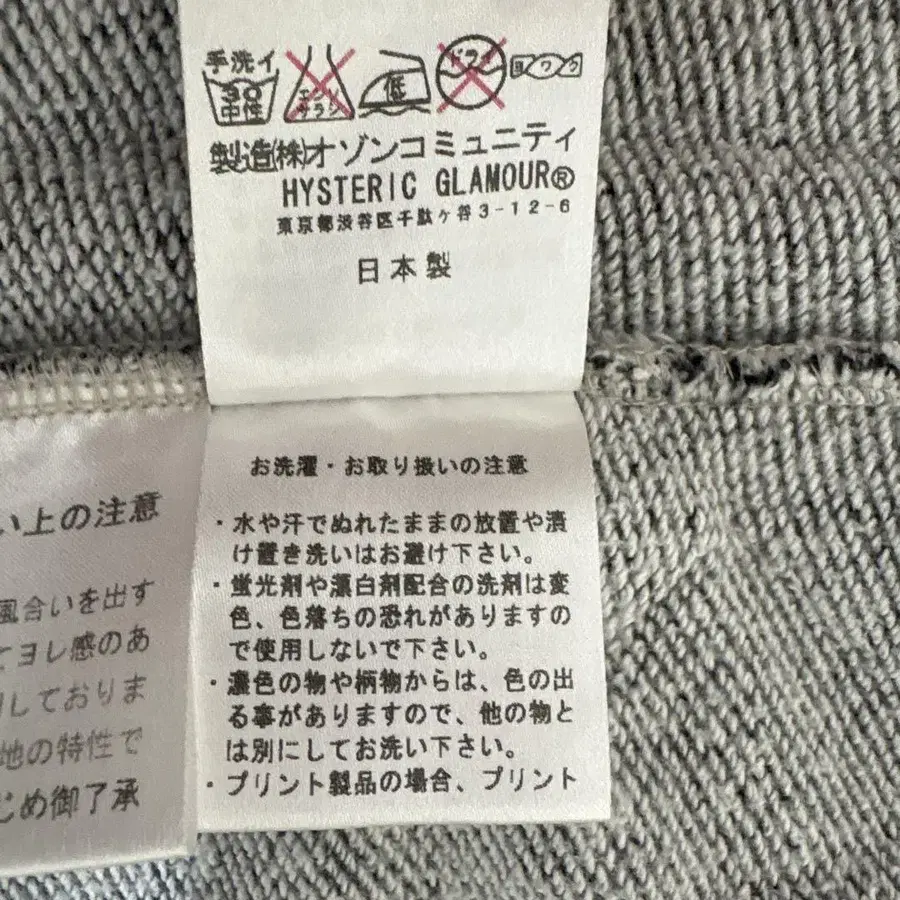 手洗イ
30
中性
エンソ
サラシ
低
ドライ
ヨワク
製造(株)オゾンコミュニティ
HYSTERIC GLAMOUR®
東京都渋谷区千駄ケ谷3-12-6
日本製
お洗濯・お取り扱いの注意
・水や汗でぬれたままの放置や漬
け置き洗いはお避け下さい。
・蛍光剤や漂白剤配合の洗剤は変
色、色落ちの恐れがありますの
で使用しないで下さい。
・濃色の物や柄物からは、色の出
る事がありますので、他の物と
は別にしてお洗い下さい。
・プリント製品の場合、プリント
い上の注意
風合いを出す
てヨレ感のあ
しておりま
地の特性で
じめ御了承